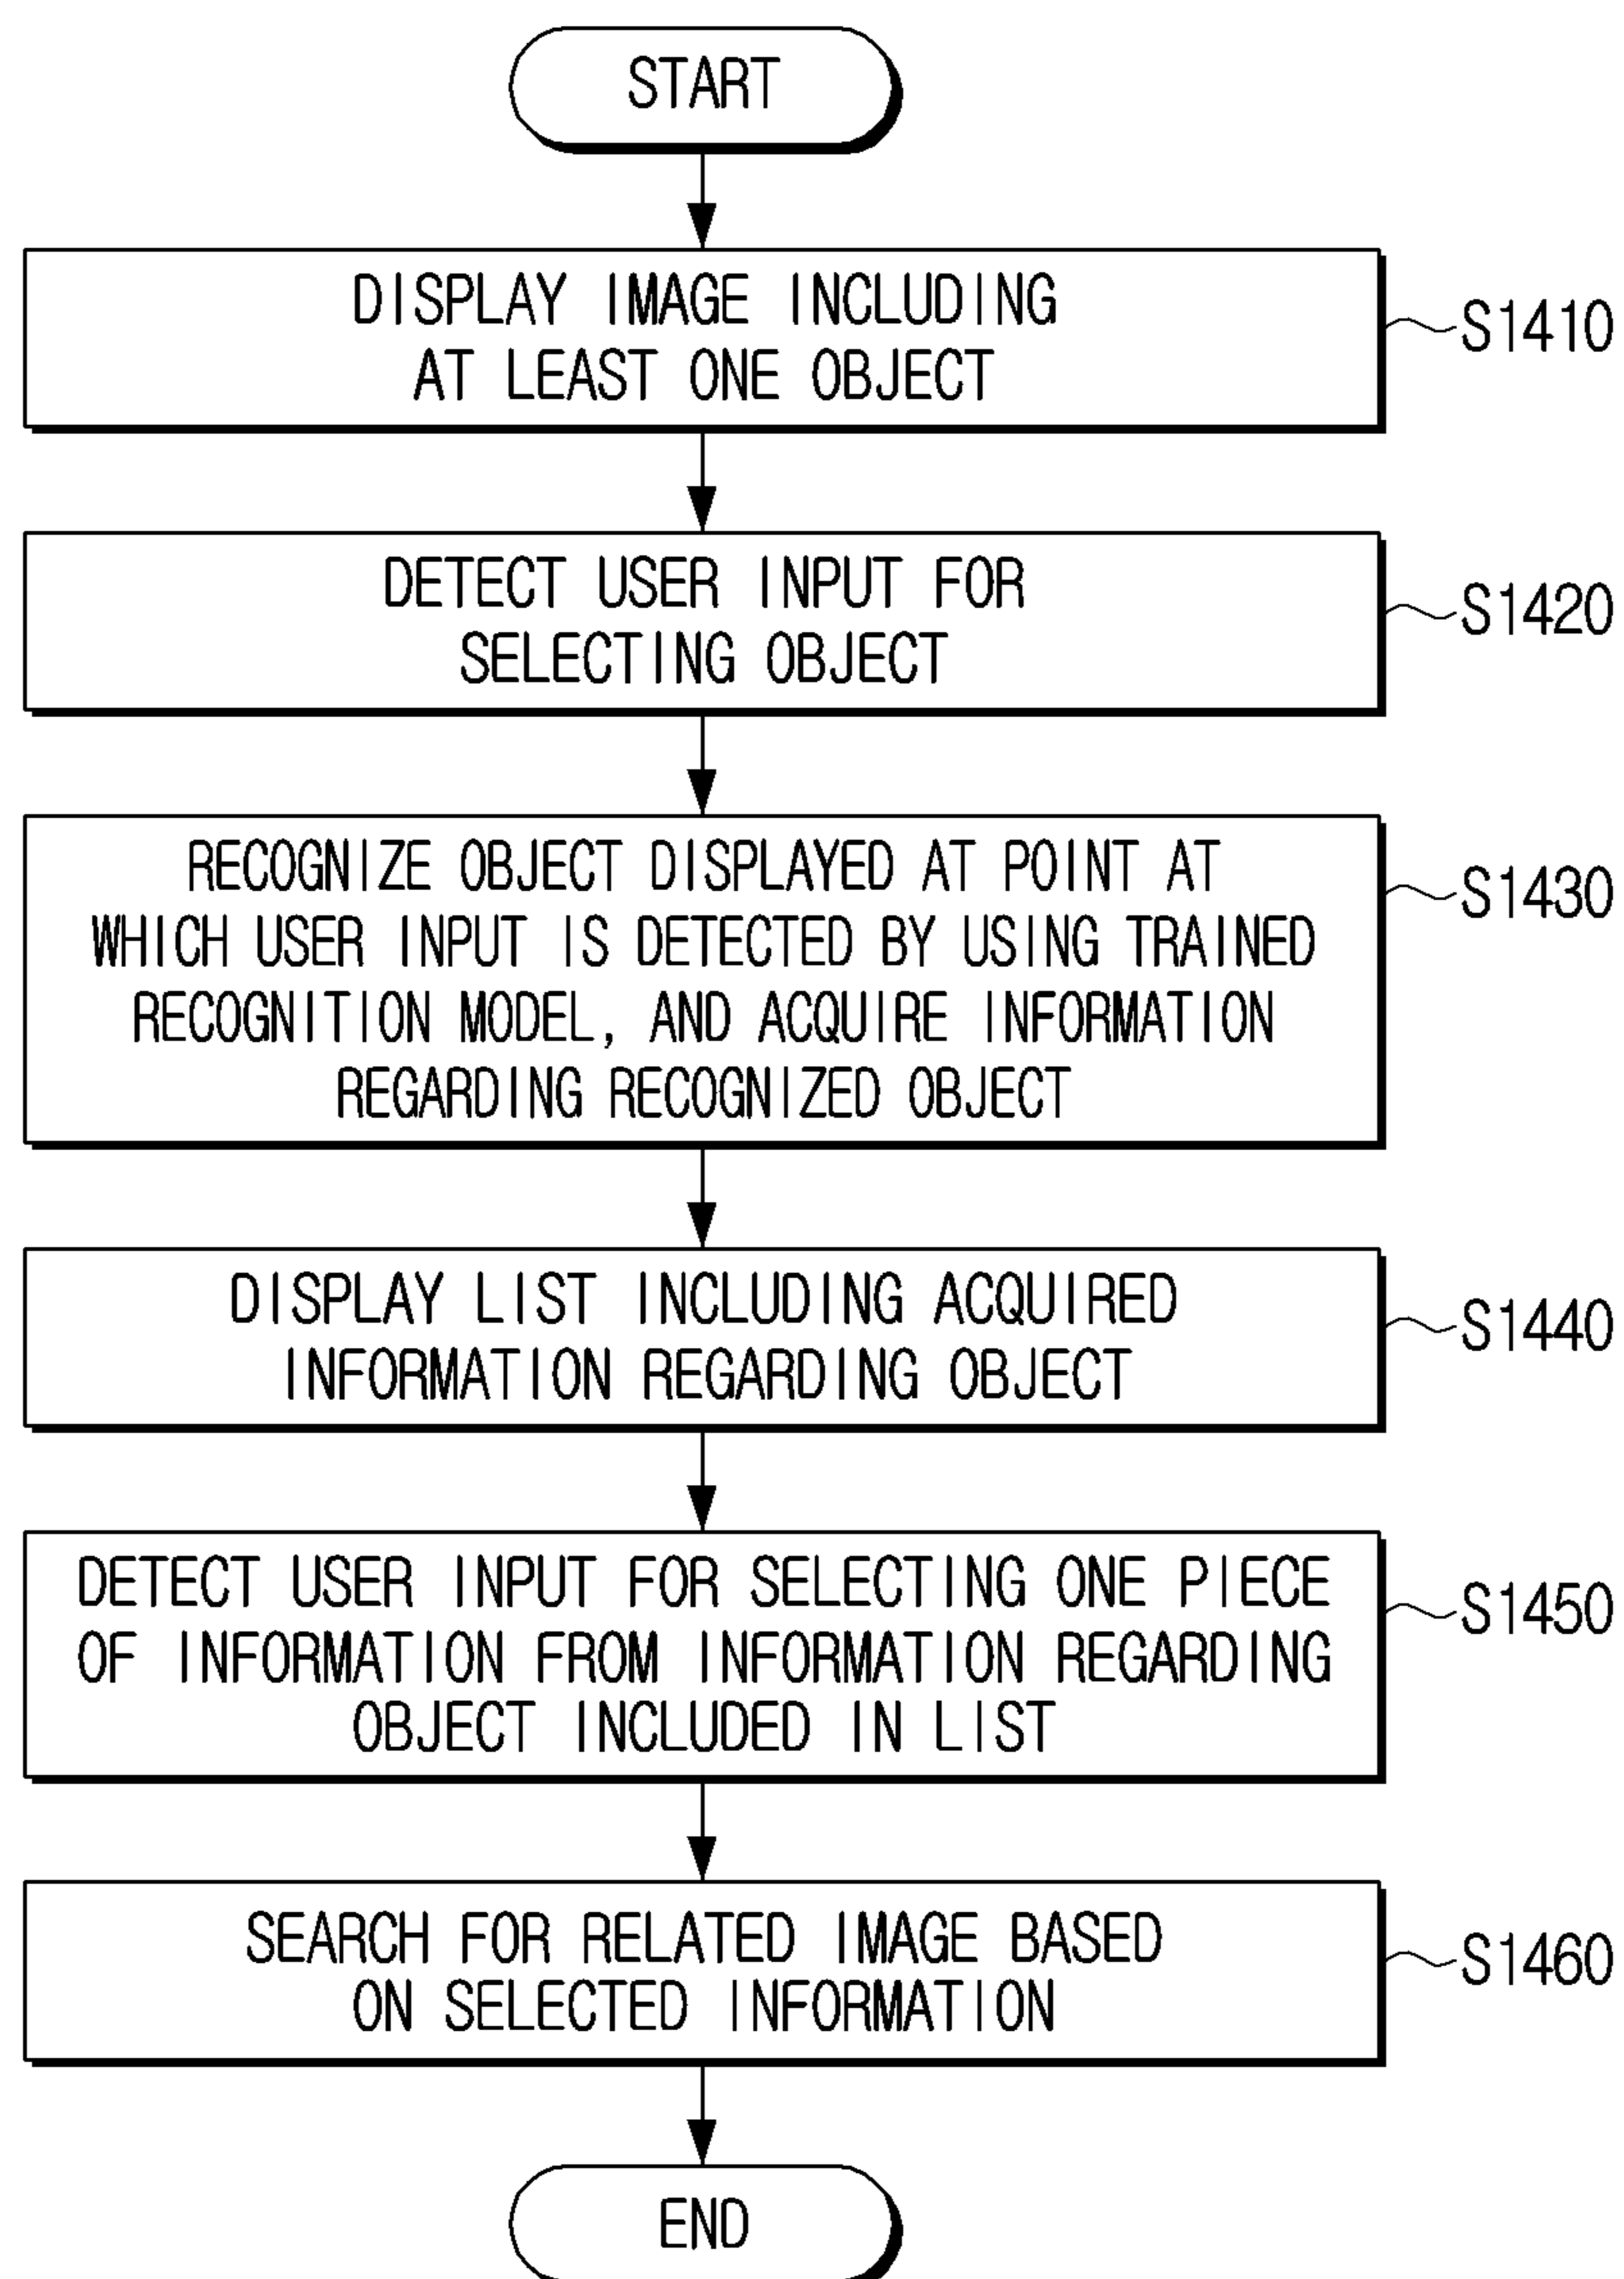 START
DISPLAY IMAGE INCLUDING
AT LEAST ONE OBJECT
S1410
DETECT USER INPUT FOR
SELECTING OBJECT
S1420
RECOGNIZE OBJECT DISPLAYED AT POINT AT
WHICH USER INPUT IS DETECTED BY USING TRAINED
RECOGNITION MODEL, AND ACQUIRE INFORMATION
REGARDING RECOGNIZED OBJECT
S1430
DISPLAY LIST INCLUDING ACQUIRED
INFORMATION REGARDING OBJECT
S1440
DETECT USER INPUT FOR SELECTING ONE PIECE
OF INFORMATION FROM INFORMATION REGARDING
OBJECT INCLUDED IN LIST
S1450
SEARCH FOR RELATED IMAGE BASED
ON SELECTED INFORMATION
S1460
END